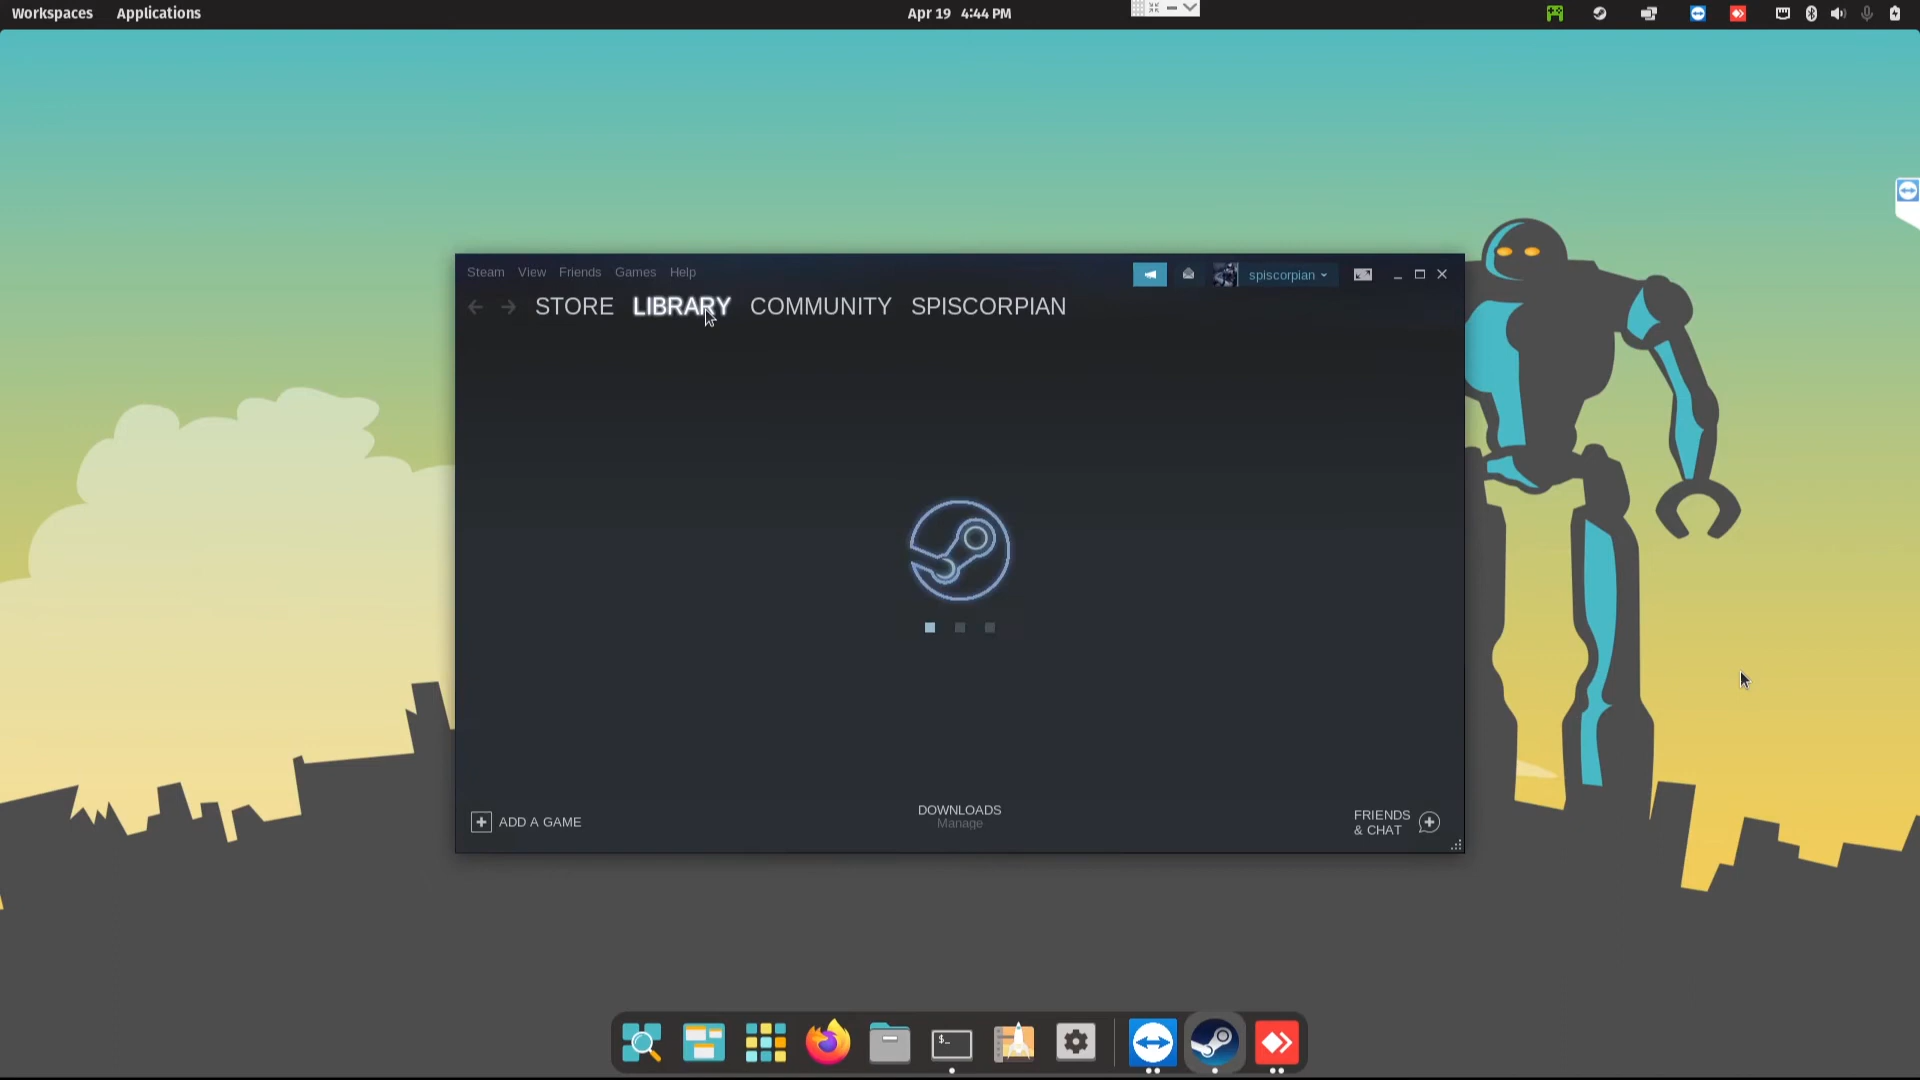 Workspaces Applications Apr 19 4:44 PM
Steam View Friends Games Help spiscorpian
STORE LIBRARY COMMUNITY SPISCORPIAN
ADD A GAME
DOWNLOADS
Manage
FRIENDS
& CHAT
$_